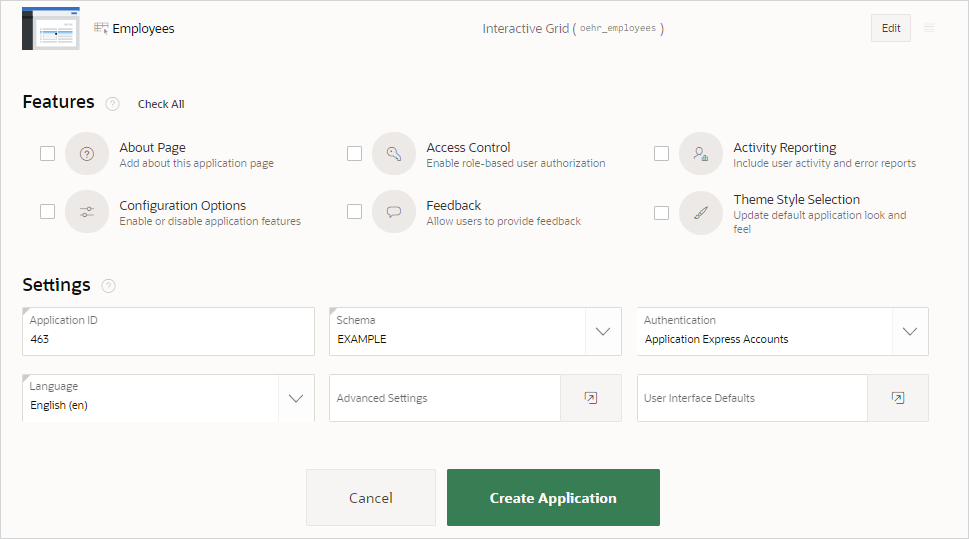 Employees
Interactive Grid ( oehr_employees )
Edit
Features ? Check All
About Page
Add about this application page
Access Control
Enable role-based user authorization
Activity Reporting
Include user activity and error reports
Configuration Options
Enable or disable application features
Feedback
Allow users to provide feedback
Theme Style Selection
Update default application look and
feel
Settings ?
Application ID
463
Schema
EXAMPLE
Authentication
Application Express Accounts
Language
English (en)
Advanced Settings
User Interface Defaults
Cancel
Create Application